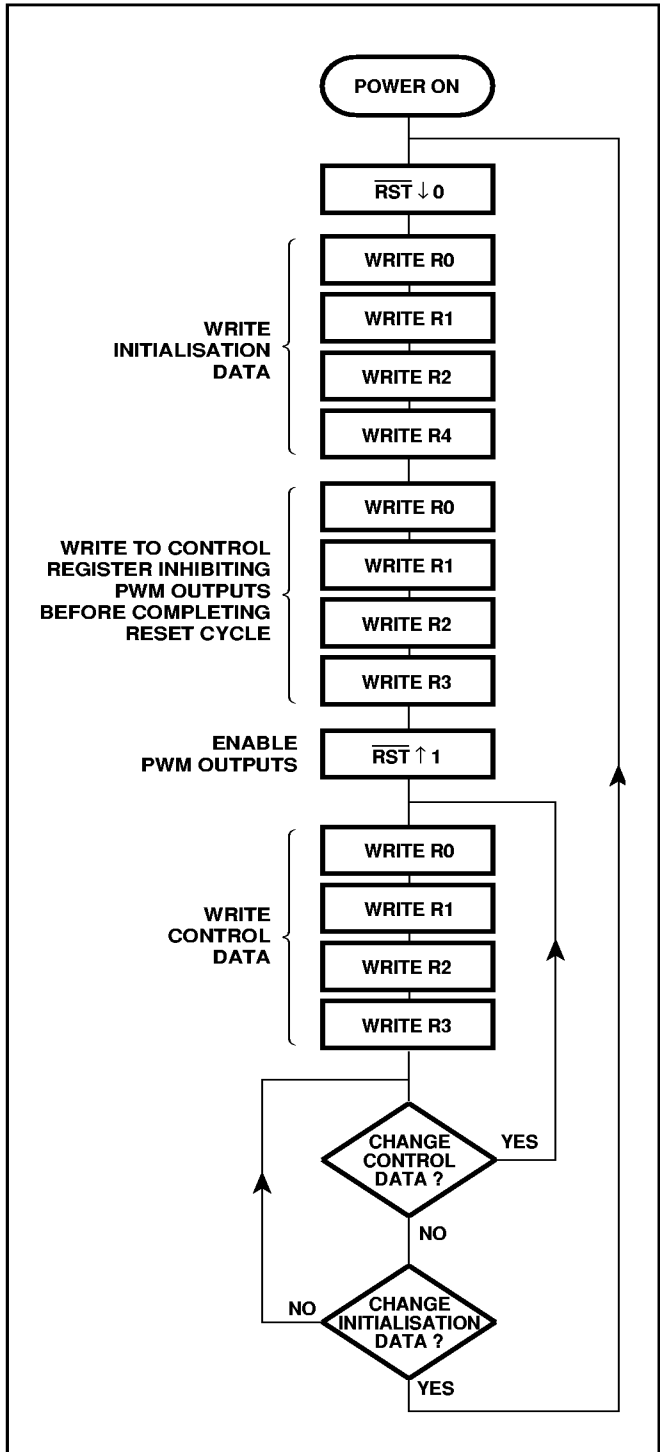 POWER ON
R̅S̅T̅ ↓ 0
WRITE
INITIALISATION
DATA
WRITE R0
WRITE R1
WRITE R2
WRITE R4
WRITE TO CONTROL
REGISTER INHIBITING
PWM OUTPUTS
BEFORE COMPLETING
RESET CYCLE
WRITE R0
WRITE R1
WRITE R2
WRITE R3
ENABLE
PWM OUTPUTS
R̅S̅T̅ ↑ 1
WRITE
CONTROL
DATA
WRITE R0
WRITE R1
WRITE R2
WRITE R3
CHANGE
CONTROL
DATA ?
YES
NO
CHANGE
INITIALISATION
DATA ?
NO
YES